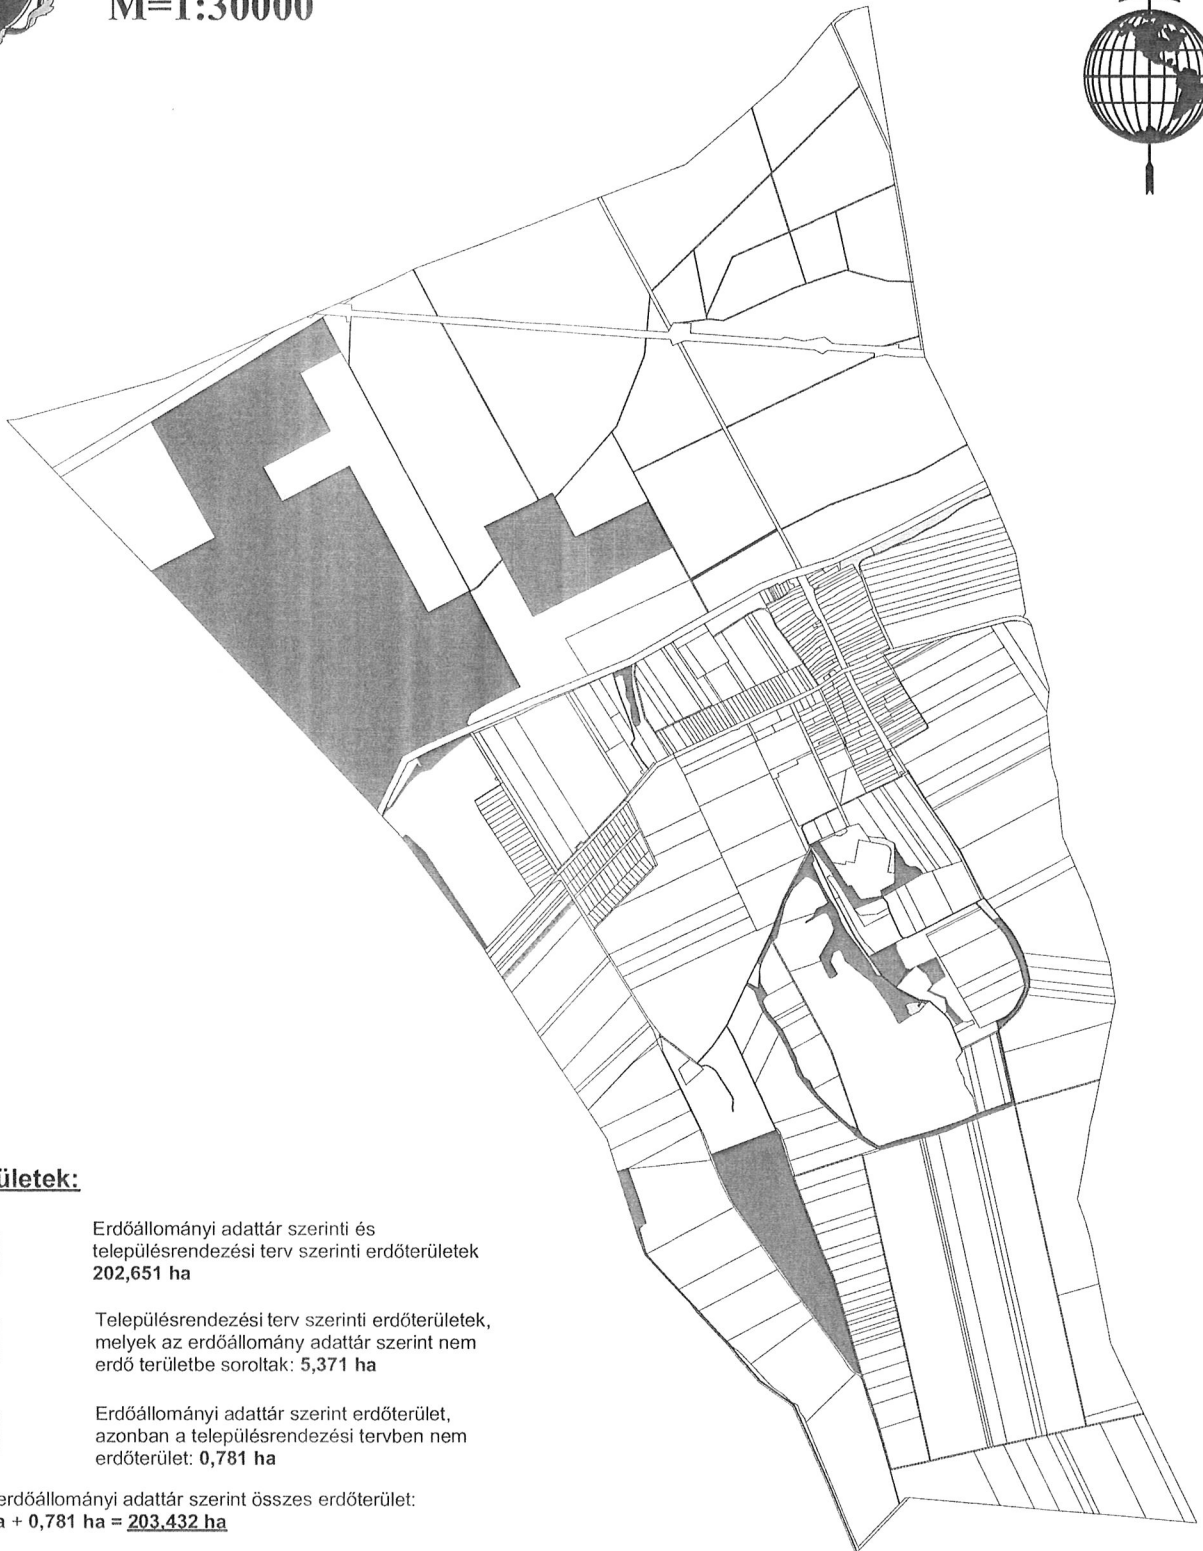 M=1:30000
ületek:
Erdőállományi adattár szerinti és
településrendezési terv szerinti erdőterületek
202,651 ha
Településrendezési terv szerinti erdőterületek,
melyek az erdőállomány adattár szerint nem
erdő területbe soroltak: 5,371 ha
Erdőállományi adattár szerint erdőterület,
azonban a településrendezési tervben nem
erdőterület: 0,781 ha
erdőállományi adattár szerint összes erdőterület:
a + 0,781 ha = 203,432 ha